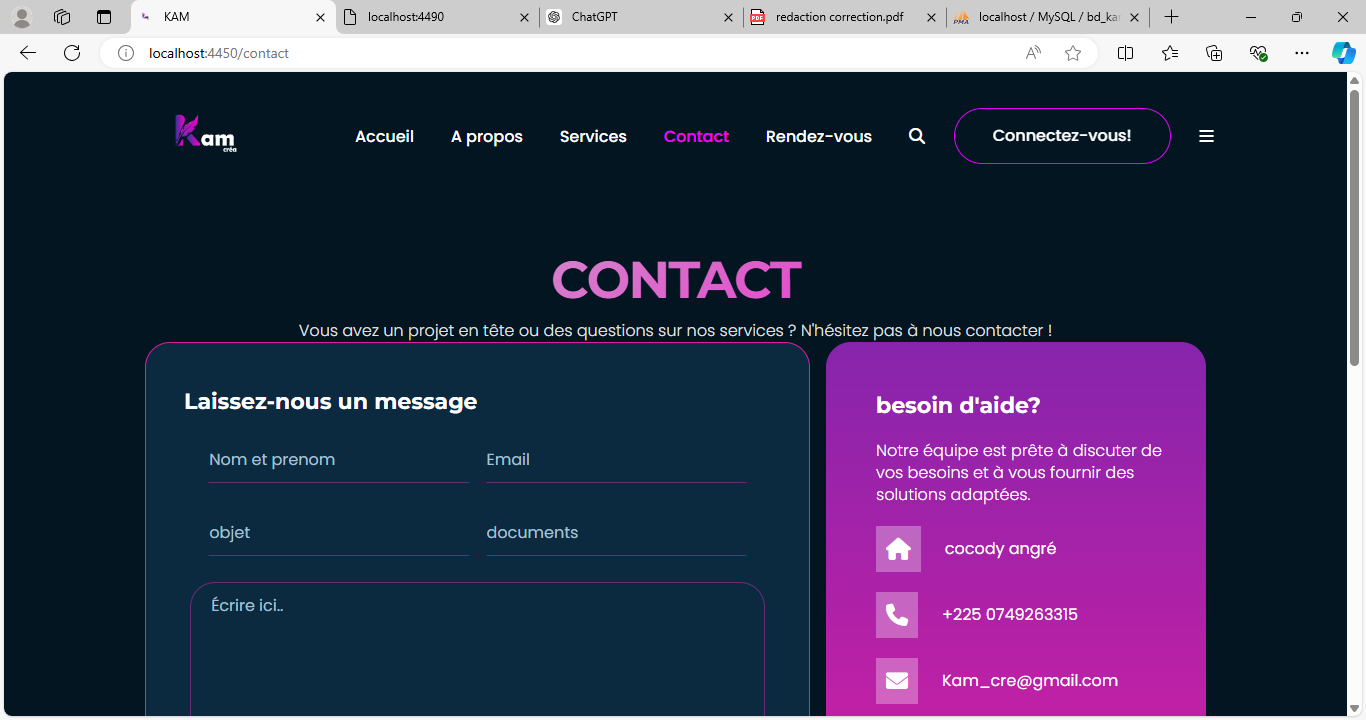 KAM
localhost:4490
ChatGPT
redaction correction.pdf
localhost / MySQL / bd_ka
localhost:4450/contact
Kam
créa
Accueil
A propos
Services
Contact
Rendez-vous
Connectez-vous!
CONTACT
Vous avez un projet en tête ou des questions sur nos services ? N'hésitez pas à nous contacter !
Laissez-nous un message
Nom et prenom
Email
objet
documents
Écrire ici..
besoin d'aide?
Notre équipe est prête à discuter de
vos besoins et à vous fournir des
solutions adaptées.
cocody angré
+225 0749263315
Kam_cre@gmail.com